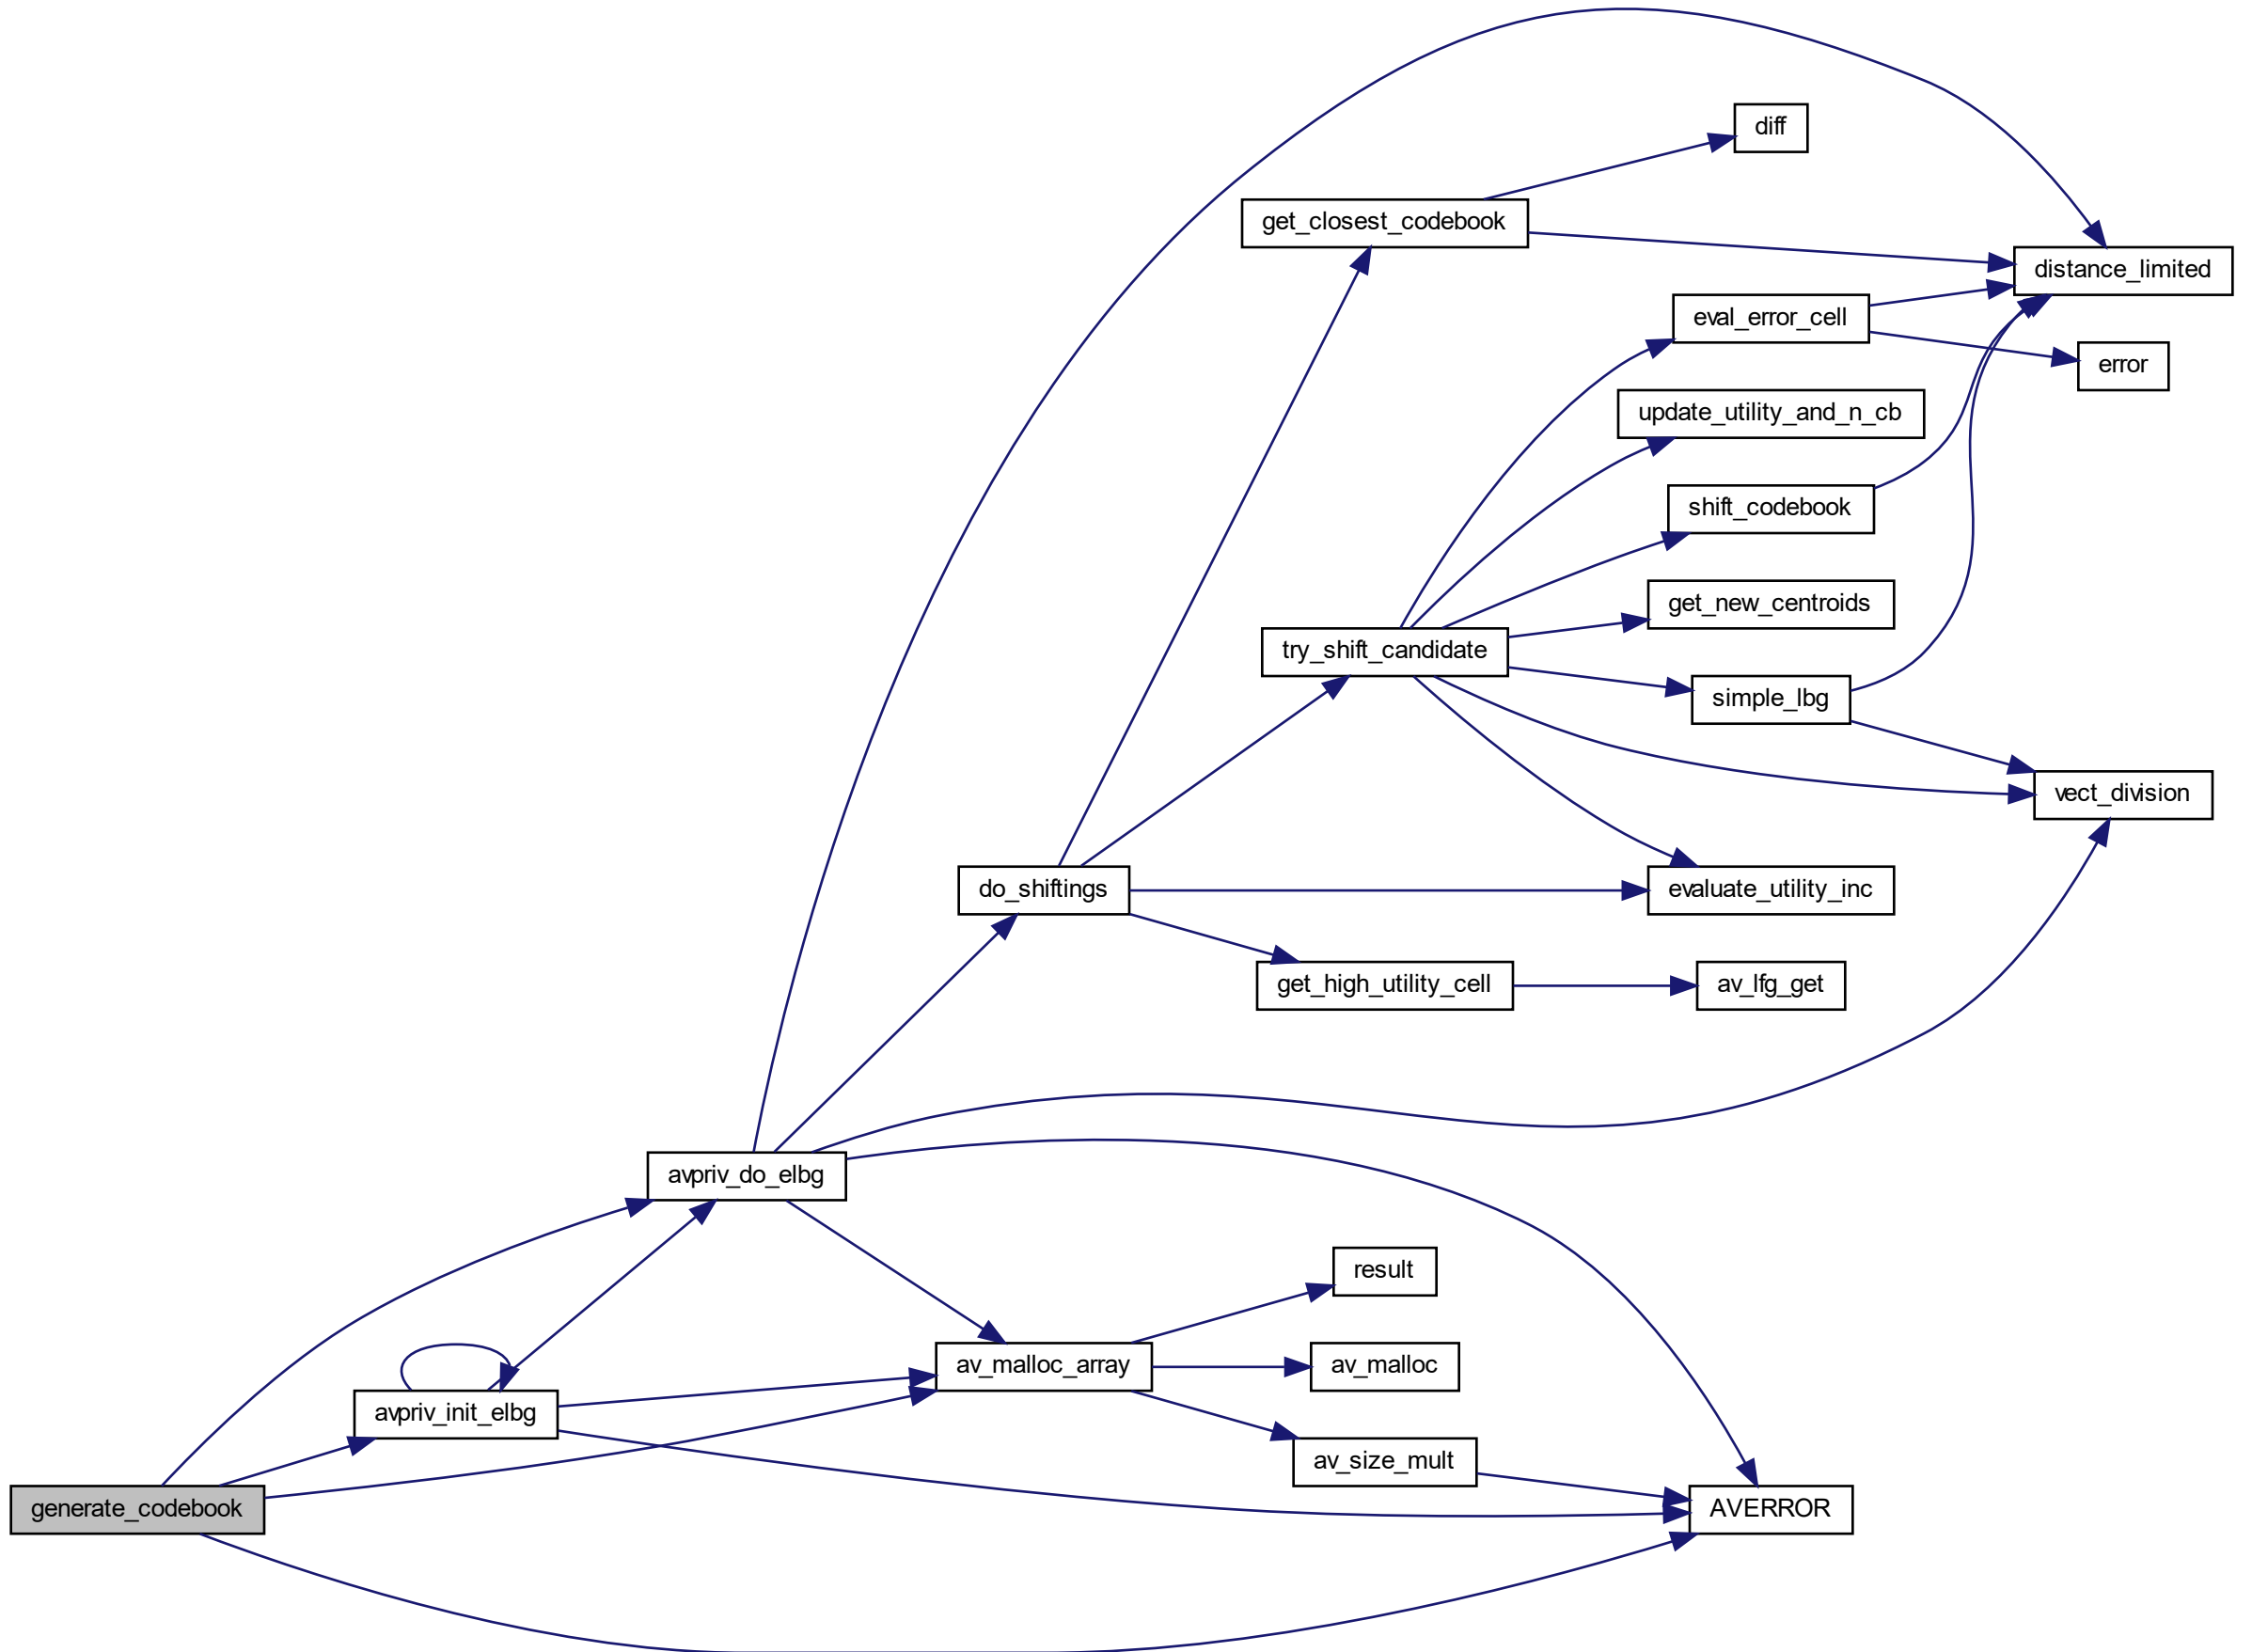 diff
get_closest_codebook
distance_limited
eval_error_cell
error
update_utility_and_n_cb
shift_codebook
get_new_centroids
try_shift_candidate
simple_lbg
vect_division
do_shiftings
evaluate_utility_inc
get_high_utility_cell
av_lfg_get
avpriv_do_elbg
result
av_malloc_array
av_malloc
avpriv_init_elbg
av_size_mult
generate_codebook
AVERROR